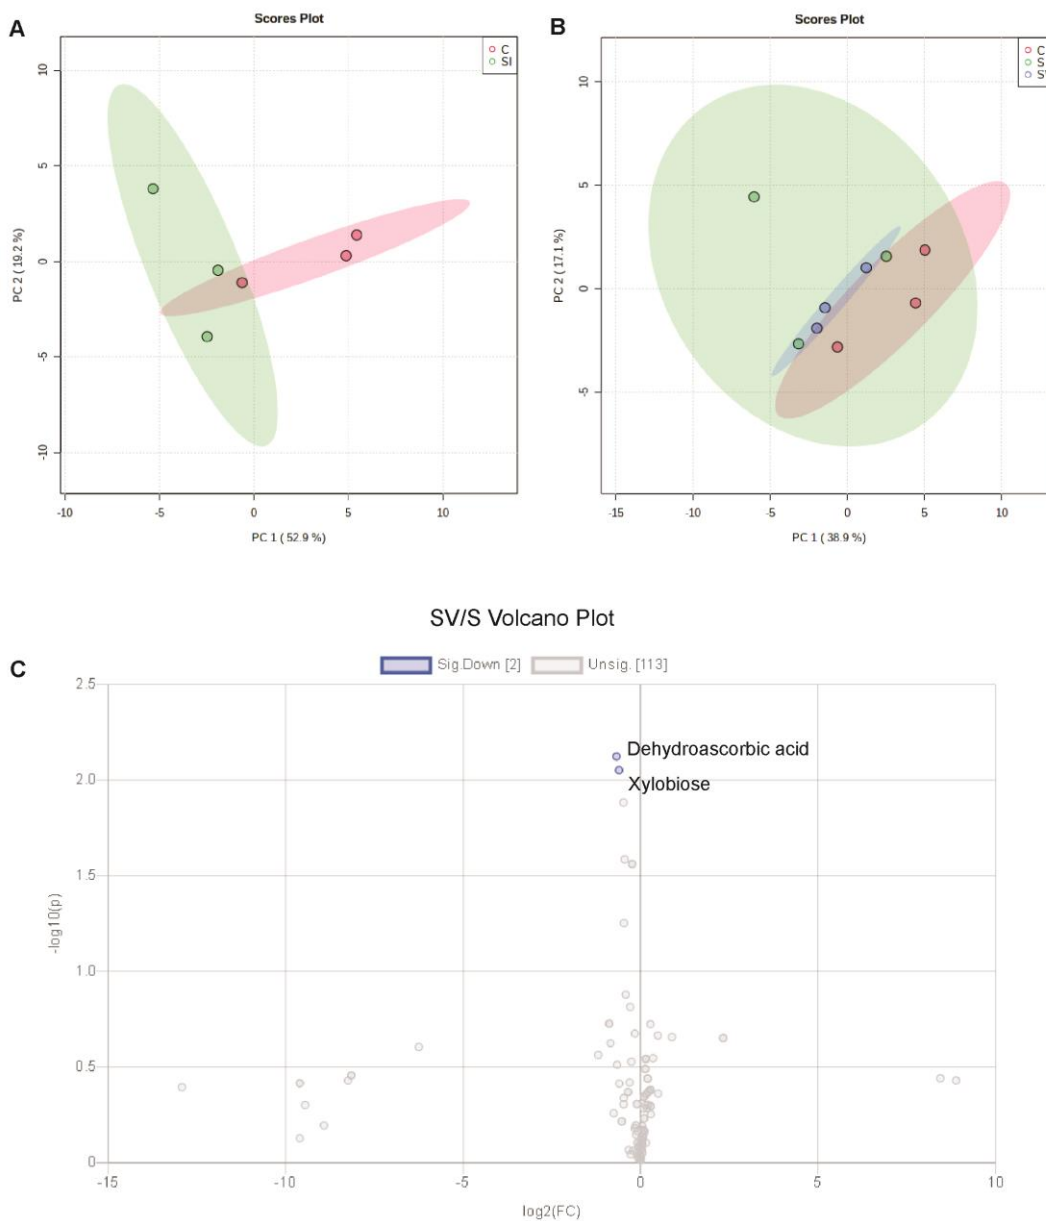 A
Scores Plot
C
SI
10
5
0
-5
-10
PC 2 ( 19.2 %)
-10
-5
0
5
10
PC 1 ( 52.9 %)
B
Scores Plot
C
S
SV
10
5
0
-5
PC 2 ( 17.1 %)
-15
-10
-5
0
5
10
PC 1 ( 38.9 %)
SV/S Volcano Plot
C
Sig.Down [2]
Unsig. [113]
2.5
2.0
1.5
1.0
0.5
0
-log10(p)
Dehydroascorbic acid
Xylobiose
-15
-10
-5
0
5
10
log2(FC)